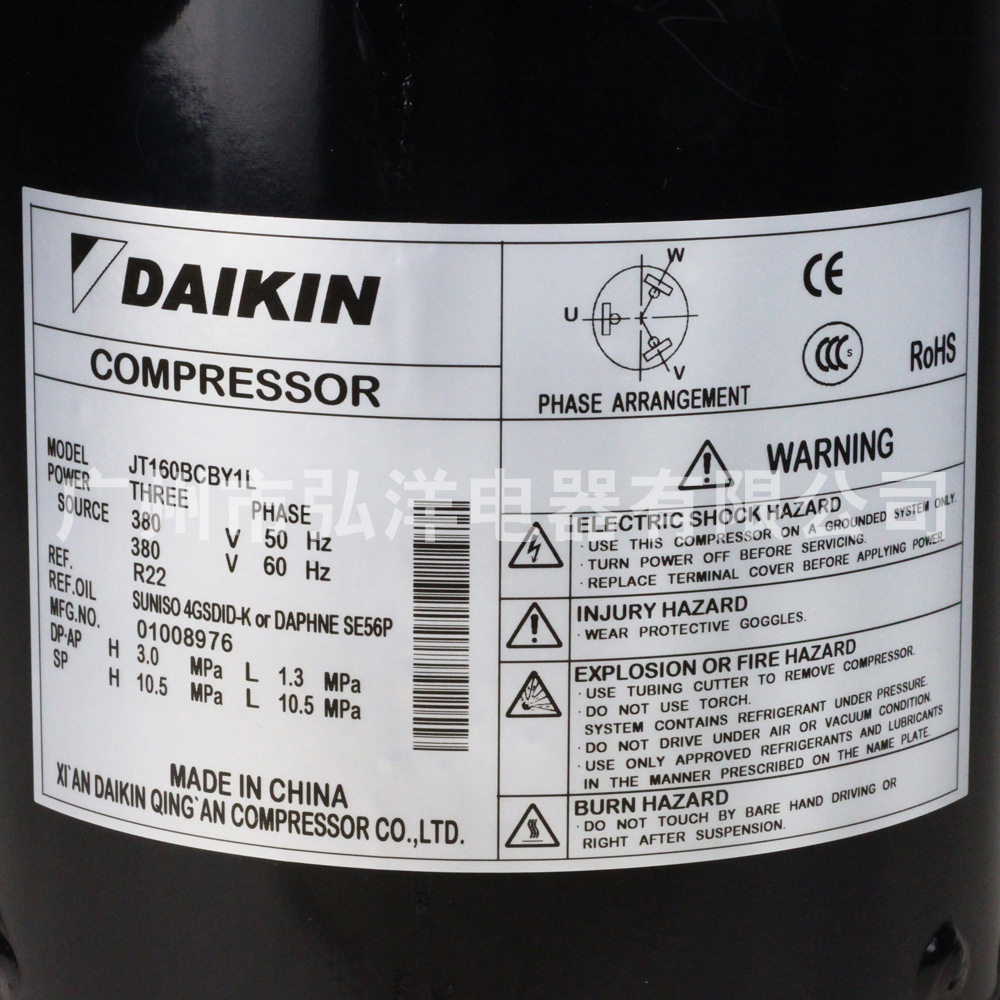 DAIKIN
COMPRESSOR
MODEL JT160BCBY1L
POWER THREE PHASE
SOURCE 380 V 50 Hz
380 V 60 Hz
REF. R22
REF.OIL SUNISO 4GSDID-K or DAPHNE SE56P
MFG.NO. 01008976
DP·AP H 3.0 MPa L 1.3 MPa
SP H 10.5 MPa L 10.5 MPa
MADE IN CHINA
XI`AN DAIKIN QING`AN COMPRESSOR CO.,LTD.
W
U
V
PHASE ARRANGEMENT
CE
CCC S
RoHS
WARNING
ELECTRIC SHOCK HAZARD
· USE THIS COMPRESSOR ON A GROUNDED SYSTEM ONLY.
· TURN POWER OFF BEFORE SERVICING.
· REPLACE TERMINAL COVER BEFORE APPLYING POWER.
INJURY HAZARD
· WEAR PROTECTIVE GOGGLES.
EXPLOSION OR FIRE HAZARD
· USE TUBING CUTTER TO REMOVE COMPRESSOR.
· DO NOT USE TORCH.
SYSTEM CONTAINS REFRIGERANT UNDER PRESSURE.
· DO NOT DRIVE UNDER AIR OR VACUUM CONDITION.
· USE ONLY APPROVED REFRIGERANTS AND LUBRICANTS
IN THE MANNER PRESCRIBED ON THE NAME PLATE.
BURN HAZARD
· DO NOT TOUCH BY BARE HAND DRIVING OR
RIGHT AFTER SUSPENSION.
广州市弘洋电器有限公司